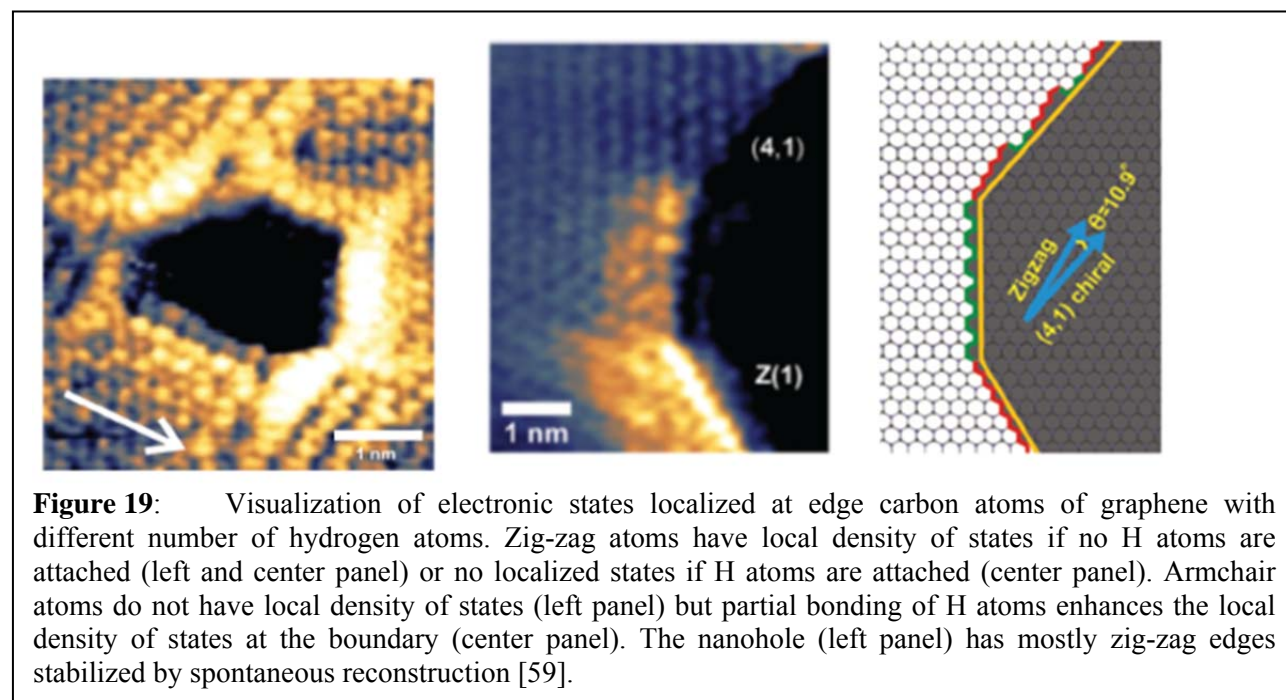 1 nm
(4,1)
Z(1)
1 nm
Zigzag
θ=10.9°
(4,1) chiral
Figure 19: Visualization of electronic states localized at edge carbon atoms of graphene with
different number of hydrogen atoms. Zig-zag atoms have local density of states if no H atoms are
attached (left and center panel) or no localized states if H atoms are attached (center panel). Armchair
atoms do not have local density of states (left panel) but partial bonding of H atoms enhances the local
density of states at the boundary (center panel). The nanohole (left panel) has mostly zig-zag edges
stabilized by spontaneous reconstruction [59].